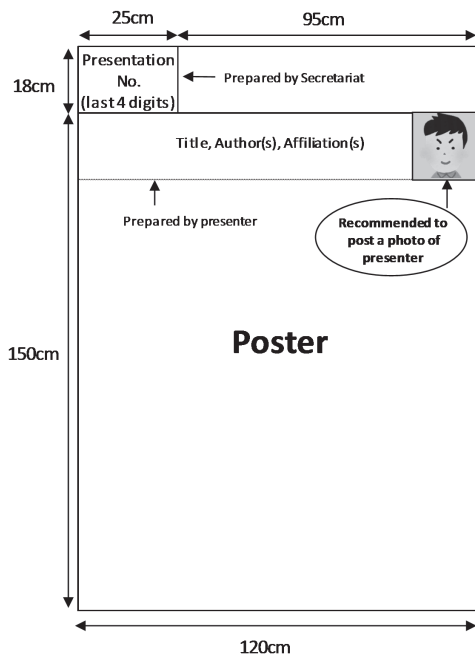 25cm
95cm
18cm
Presentation
No.
(last 4 digits)
Prepared by Secretariat
Title, Author(s), Affiliation(s)
Prepared by presenter
Recommended to
post a photo of
presenter
Poster
150cm
120cm